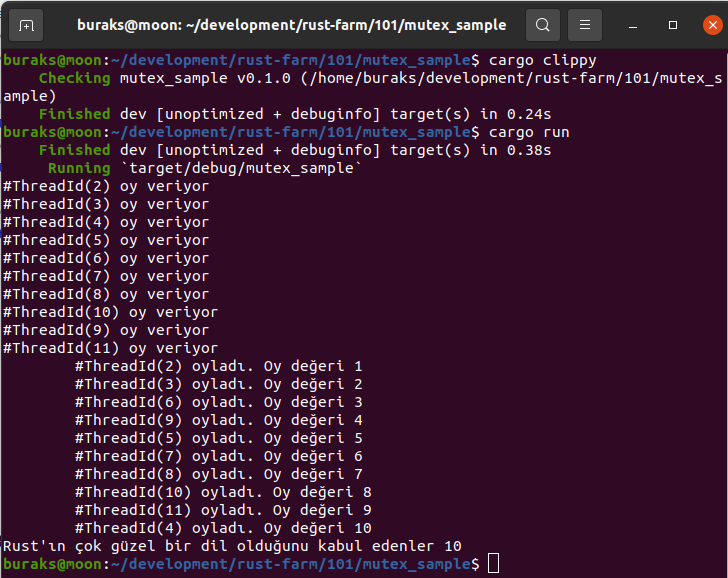 buraks@moon: ~/development/rust-farm/101/mutex_sample
buraks@moon:~/development/rust-farm/101/mutex_sample$ cargo clippy
    Checking mutex_sample v0.1.0 (/home/buraks/development/rust-farm/101/mutex_s
ample)
    Finished dev [unoptimized + debuginfo] target(s) in 0.24s
buraks@moon:~/development/rust-farm/101/mutex_sample$ cargo run
    Finished dev [unoptimized + debuginfo] target(s) in 0.38s
     Running `target/debug/mutex_sample`
#ThreadId(2) oy veriyor
#ThreadId(3) oy veriyor
#ThreadId(4) oy veriyor
#ThreadId(5) oy veriyor
#ThreadId(6) oy veriyor
#ThreadId(7) oy veriyor
#ThreadId(8) oy veriyor
#ThreadId(10) oy veriyor
#ThreadId(9) oy veriyor
#ThreadId(11) oy veriyor
        #ThreadId(2) oyladı. Oy değeri 1
        #ThreadId(3) oyladı. Oy değeri 2
        #ThreadId(6) oyladı. Oy değeri 3
        #ThreadId(9) oyladı. Oy değeri 4
        #ThreadId(5) oyladı. Oy değeri 5
        #ThreadId(7) oyladı. Oy değeri 6
        #ThreadId(8) oyladı. Oy değeri 7
        #ThreadId(10) oyladı. Oy değeri 8
        #ThreadId(11) oyladı. Oy değeri 9
        #ThreadId(4) oyladı. Oy değeri 10
Rust'ın çok güzel bir dil olduğunu kabul edenler 10
buraks@moon:~/development/rust-farm/101/mutex_sample$